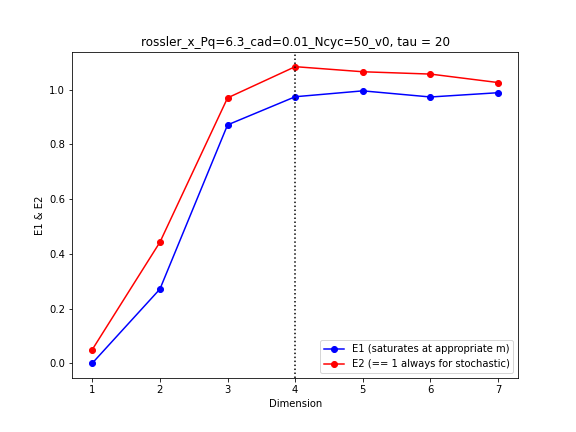 rossler_x_Pq=6.3_cad=0.01_Ncyc=50_v0, tau = 20
E1 & E2
1.0
0.8
0.6
0.4
0.2
0.0
E1 (saturates at appropriate m)
E2 (== 1 always for stochastic)
1 2 3 4 5 6 7
Dimension